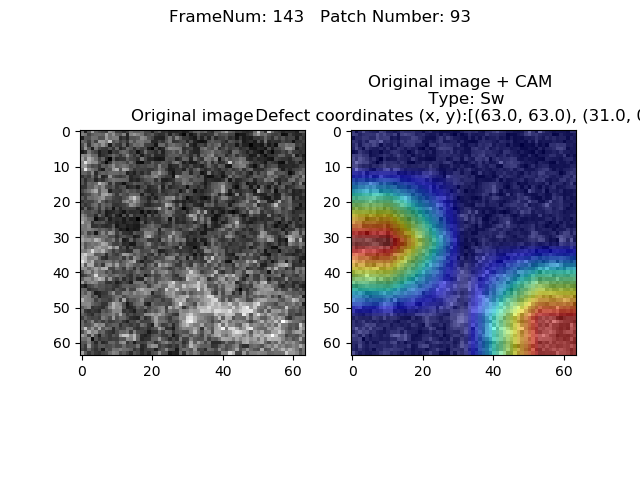 FrameNum: 143   Patch Number: 93
Original image + CAM
Type: Sw
Original image
Defect coordinates (x, y):[(63.0, 63.0), (31.0, 0
0
10
20
30
40
50
60
0 20 40 60
0
10
20
30
40
50
60
0 20 40 60